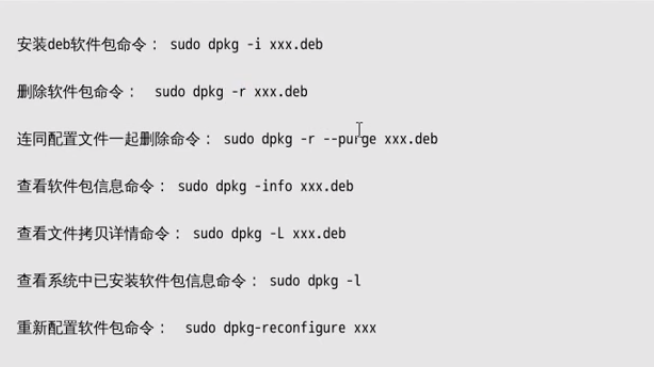 安装deb软件包命令： sudo dpkg -i xxx.deb
删除软件包命令：  sudo dpkg -r xxx.deb
连同配置文件一起删除命令： sudo dpkg -r --purge xxx.deb
查看软件包信息命令： sudo dpkg -info xxx.deb
查看文件拷贝详情命令： sudo dpkg -L xxx.deb
查看系统中已安装软件包信息命令： sudo dpkg -l
重新配置软件包命令：  sudo dpkg-reconfigure xxx